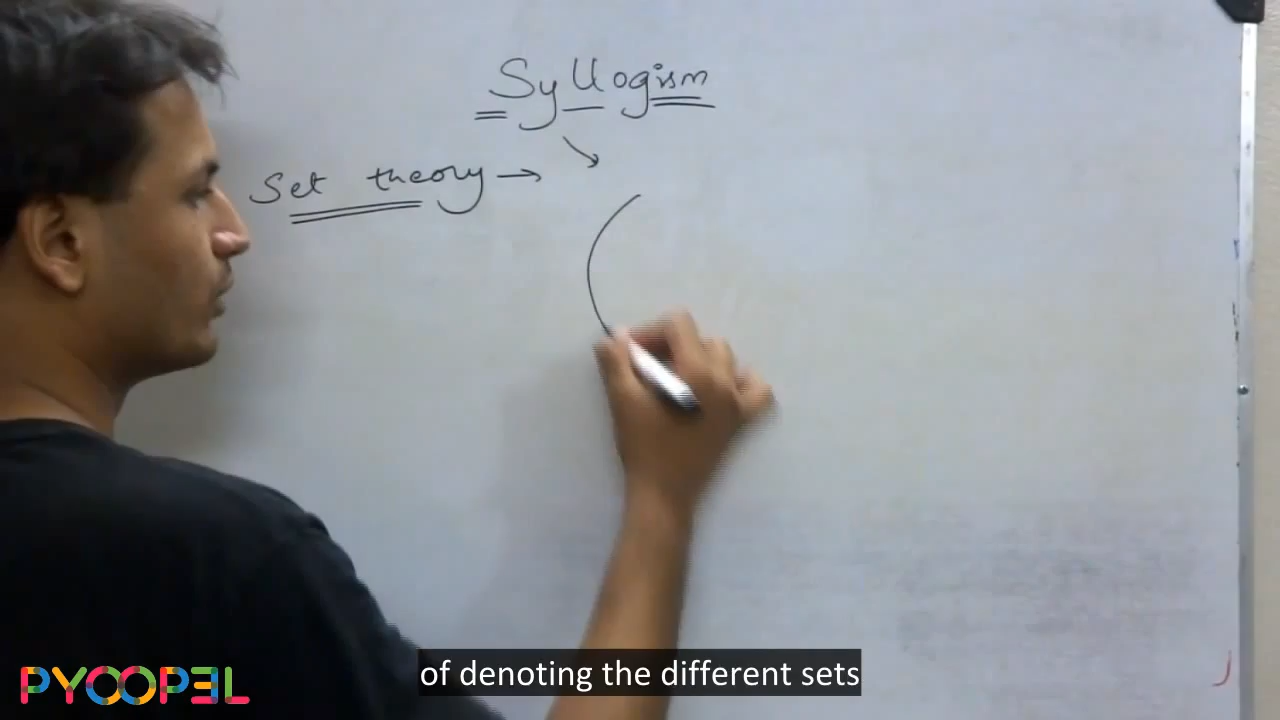 Syllogism
Set theory →
of denoting the different sets
PYOOPEL